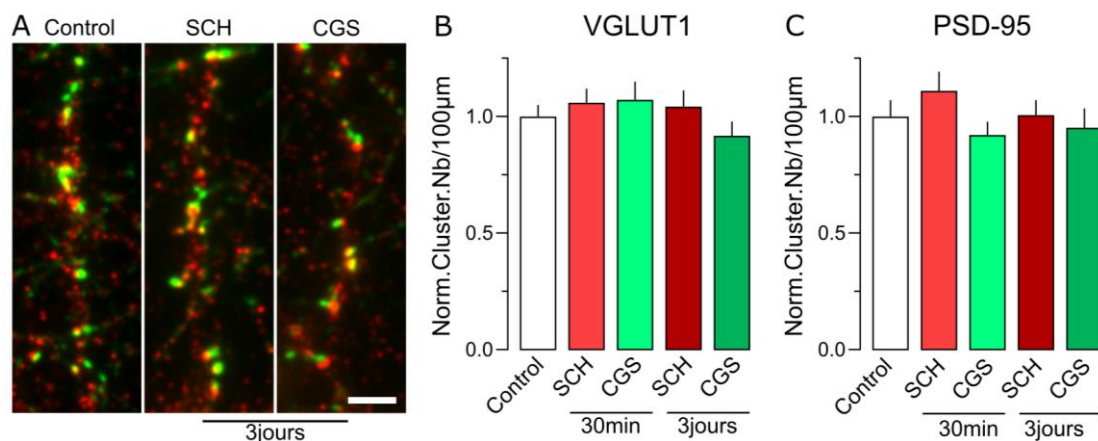 A
Control
SCH
CGS
3jours
B
VGLUT1
Norm.Cluster.Nb/100µm
1.0
0.5
0.0
Control
SCH
CGS
SCH
CGS
30min
3jours
C
PSD-95
Norm.Cluster.Nb/100µm
1.0
0.5
0.0
Control
SCH
CGS
SCH
CGS
30min
3jours